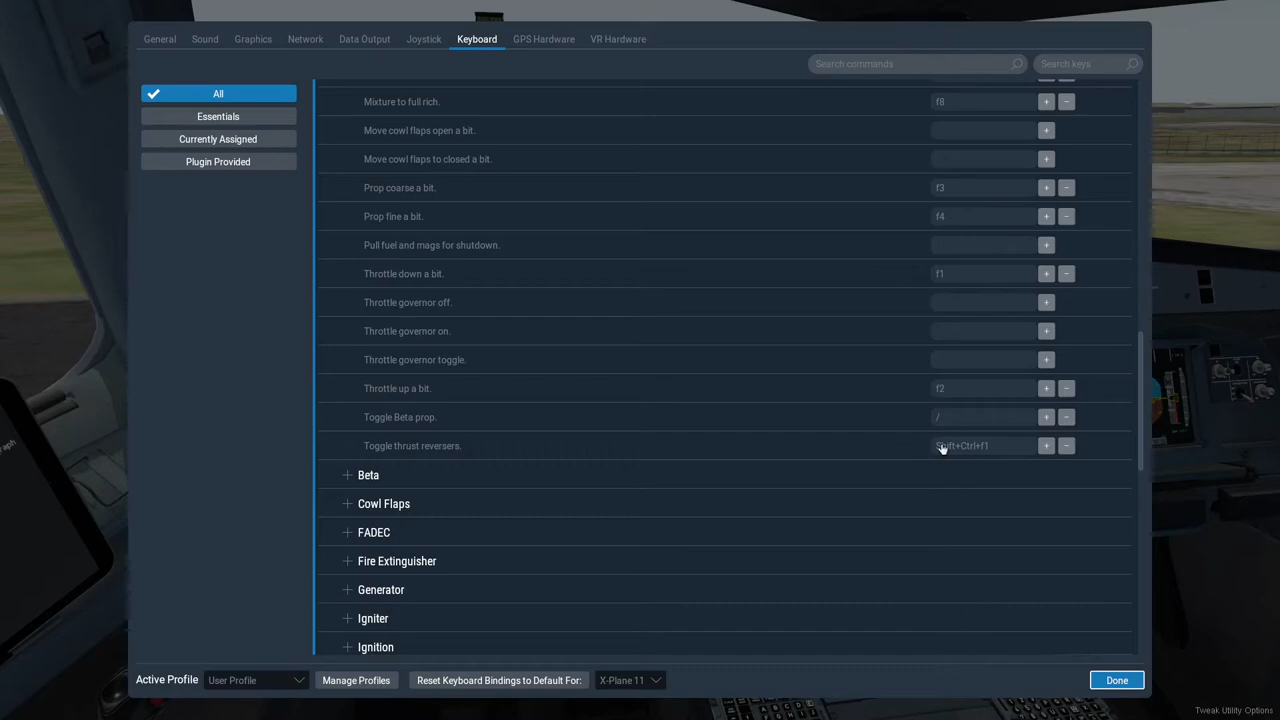 General Sound Graphics Network Data Output Joystick Keyboard GPS Hardware VR Hardware
Search commands Search keys
All
Essentials
Currently Assigned
Plugin Provided
Mixture to full rich. f8 + -
Move cowl flaps open a bit. +
Move cowl flaps to closed a bit. +
Prop coarse a bit. f3 + -
Prop fine a bit. f4 + -
Pull fuel and mags for shutdown. +
Throttle down a bit. f1 + -
Throttle governor off. +
Throttle governor on. +
Throttle governor toggle. +
Throttle up a bit. f2 + -
Toggle Beta prop. / + -
Toggle thrust reversers. Shift+Ctrl+f1 + -
+ Beta
+ Cowl Flaps
+ FADEC
+ Fire Extinguisher
+ Generator
+ Igniter
+ Ignition
Active Profile User Profile Manage Profiles Reset Keyboard Bindings to Default For: X-Plane 11 Done
Tweak Utility Options